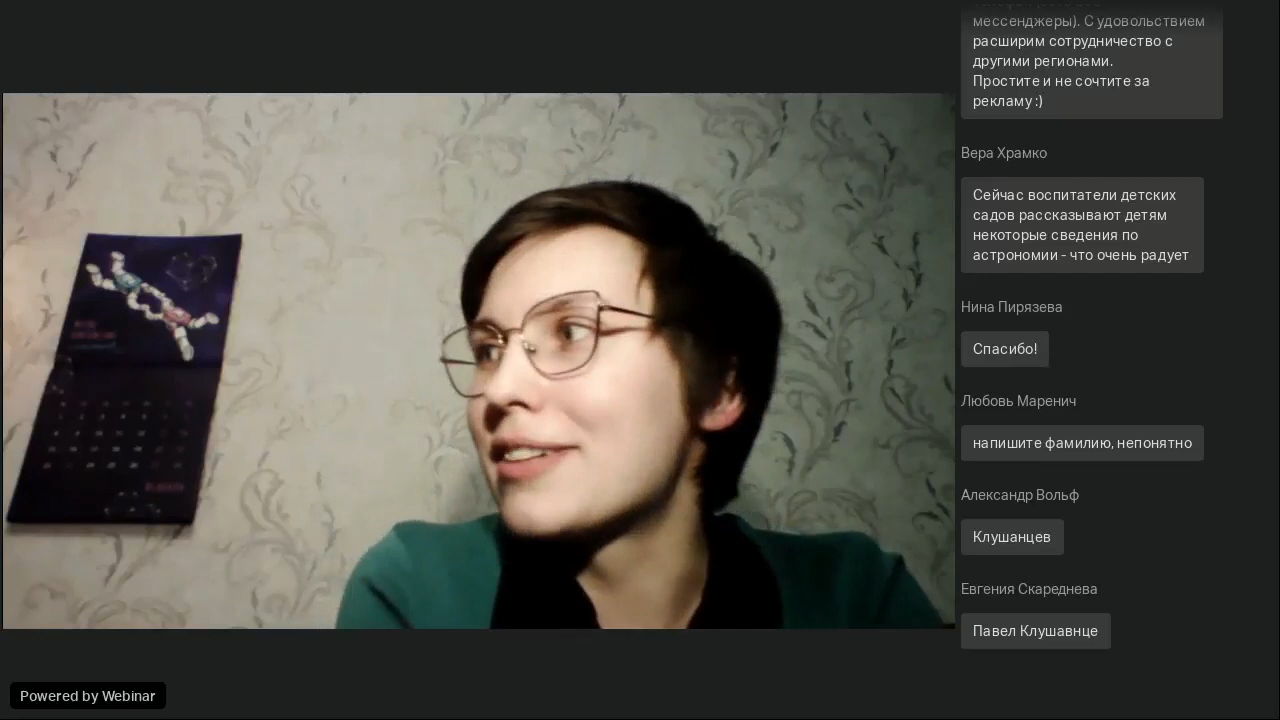 мессенджеры). С удовольствием
расширим сотрудничество с
другими регионами.
Простите и не сочтите за
рекламу :)
Вера Храмко
Сейчас воспитатели детских
садов рассказывают детям
некоторые сведения по
астрономии - что очень радует
Нина Пирязева
Спасибо!
Любовь Маренич
напишите фамилию, непонятно
Александр Вольф
Клушанцев
Евгения Скареднева
Павел Клушавнце
Powered by Webinar